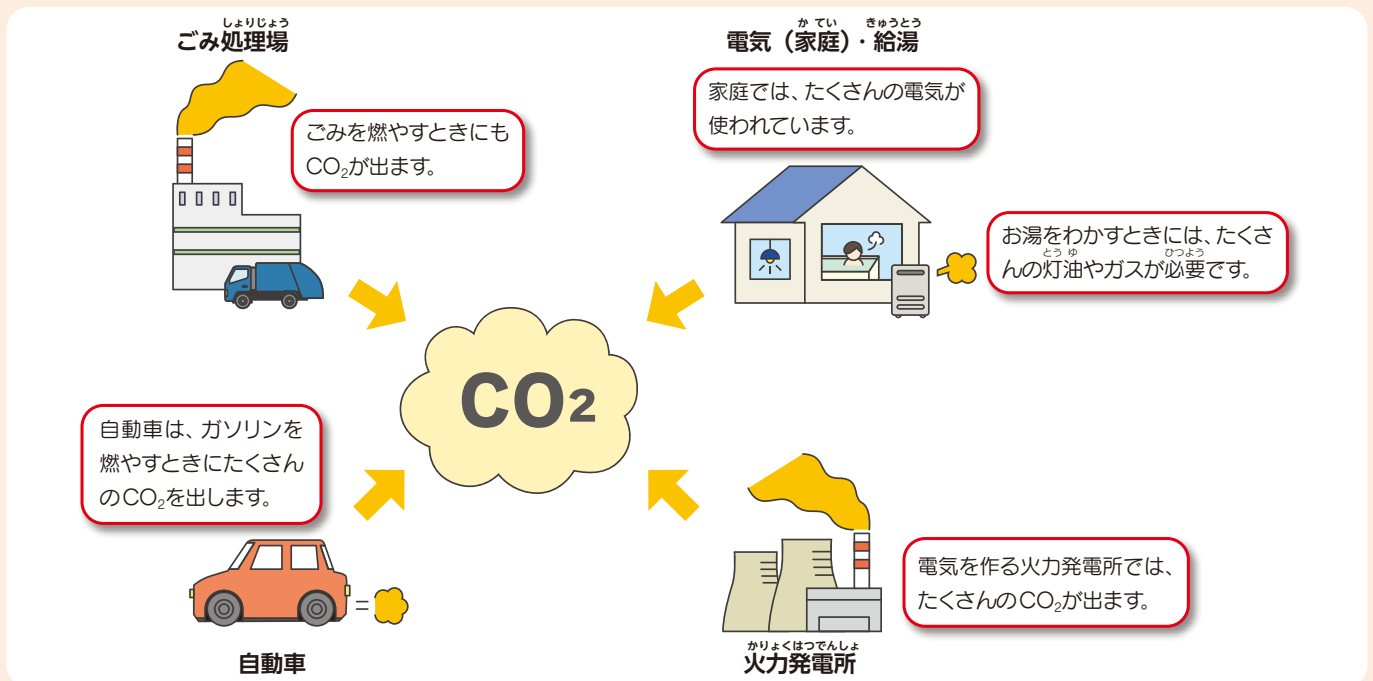 しょりじょう
ごみ処理場
ごみを燃やすときにも
CO₂が出ます。
か てい きゅうとう
電気（家庭）・給湯
家庭では、たくさんの電気が
使われています。
お湯をわかすときには、たくさ
とう ゆ ひつよう
んの灯油やガスが必要です。
CO2
自動車は、ガソリンを
燃やすときにたくさん
のCO₂を出します。
自動車
電気を作る火力発電所では、
たくさんのCO₂が出ます。
かりょくはつでんしょ
火力発電所